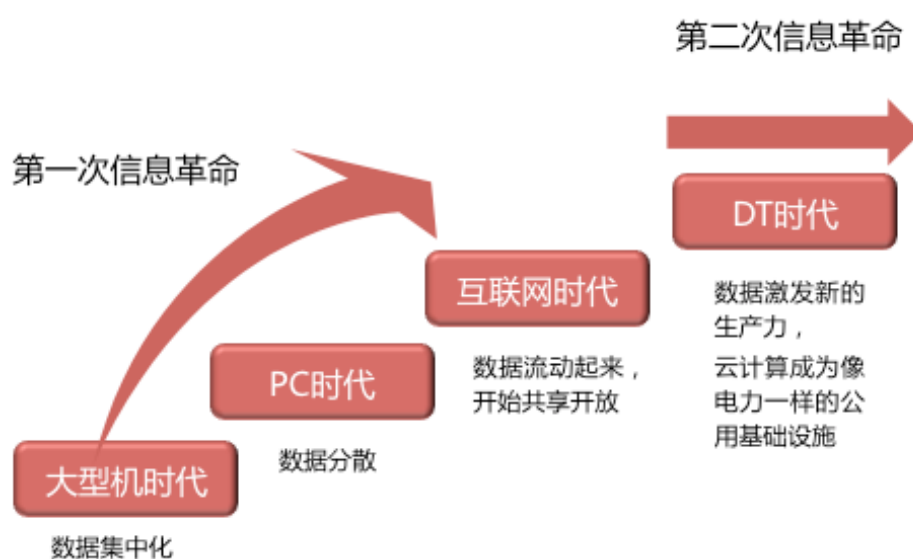 第二次信息革命
第一次信息革命
DT时代
数据激发新的
生产力，
云计算成为像
电力一样的公
用基础设施
互联网时代
数据流动起来，
开始共享开放
PC时代
数据分散
大型机时代
数据集中化